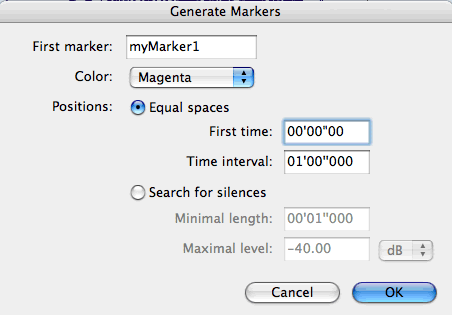 Generate Markers
First marker: myMarker1
Color: Magenta
Positions: Equal spaces
First time: 00'00"00
Time interval: 01'00"000
Search for silences
Minimal length: 00'01"000
Maximal level: -40.00 dB
Cancel OK